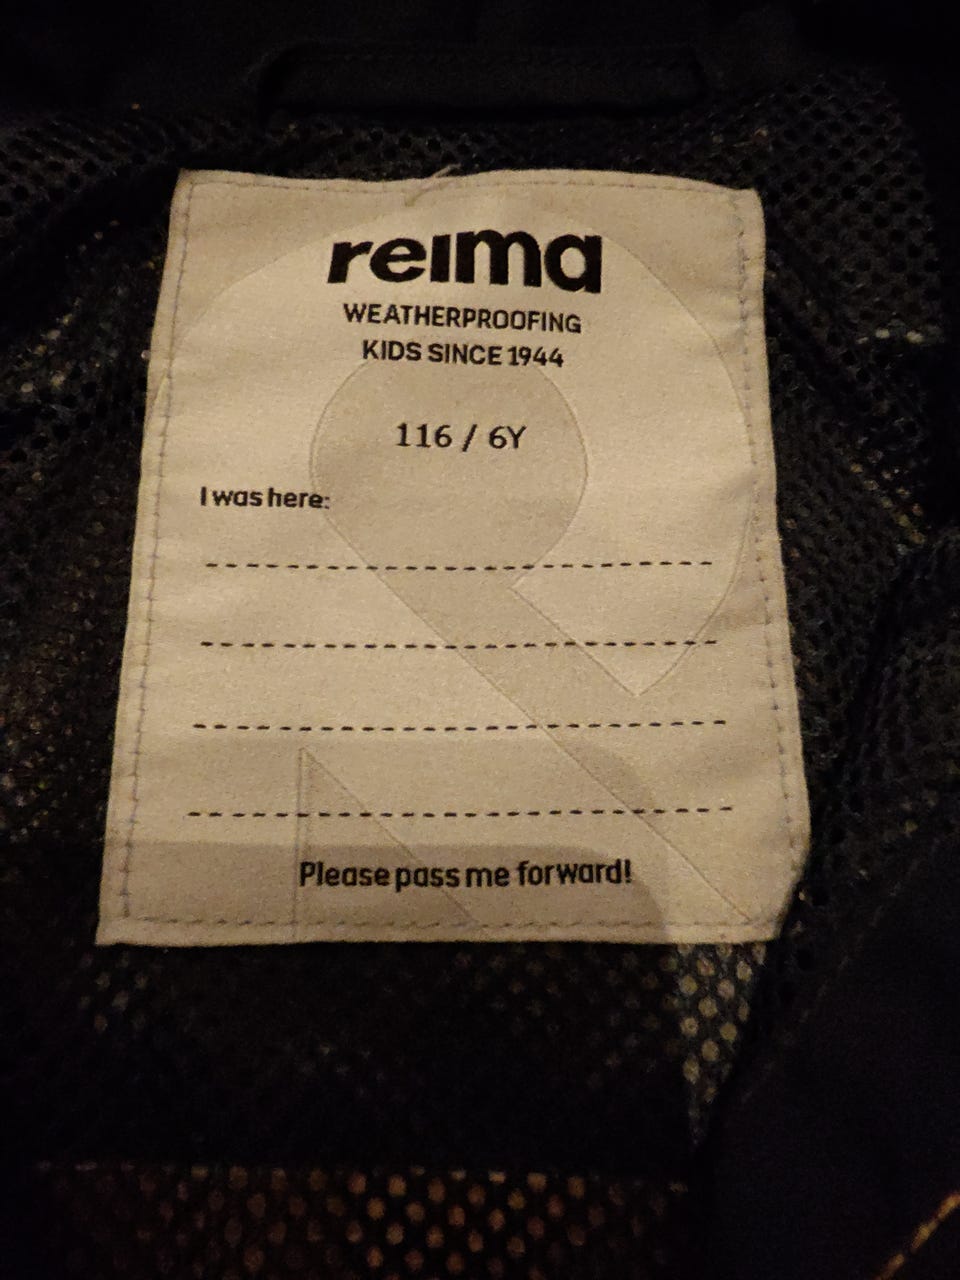 reima
WEATHERPROOFING
KIDS SINCE 1944
116 / 6Y
I was here:
Please pass me forward!